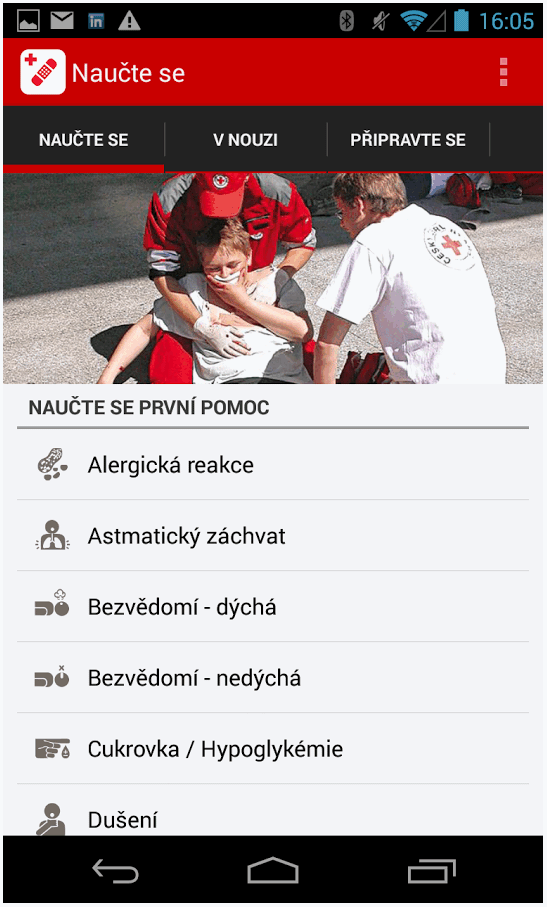 16:05
Naučte se
NAUČTE SE
V NOUZI
PŘIPRAVTE SE
NAUČTE SE PRVNÍ POMOC
Alergická reakce
Astmatický záchvat
Bezvědomí - dýchá
Bezvědomí - nedýchá
Cukrovka / Hypoglykémie
Dušení